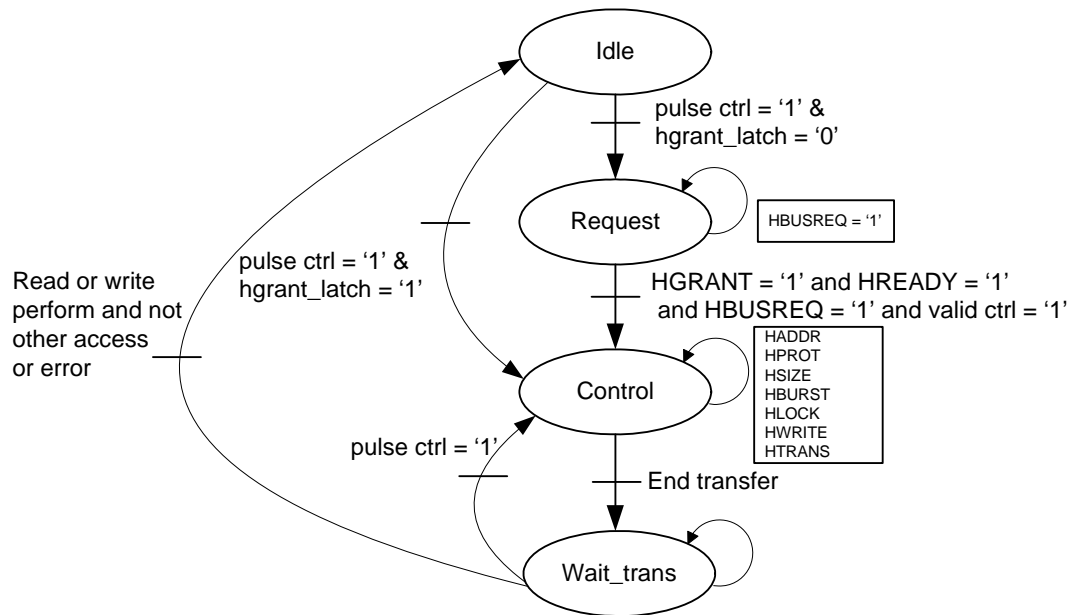 Idle
pulse ctrl = ‘1’ &
hgrant_latch = ‘0’
Request
HBUSREQ = ‘1’
pulse ctrl = ‘1’ &
hgrant_latch = ‘1’
HGRANT = ‘1’ and HREADY = ‘1’
and HBUSREQ = ‘1’ and valid ctrl = ‘1’
Read or write
perform and not
other access
or error
Control
HADDR
HPROT
HSIZE
HBURST
HLOCK
HWRITE
HTRANS
pulse ctrl = ‘1’
End transfer
Wait_trans